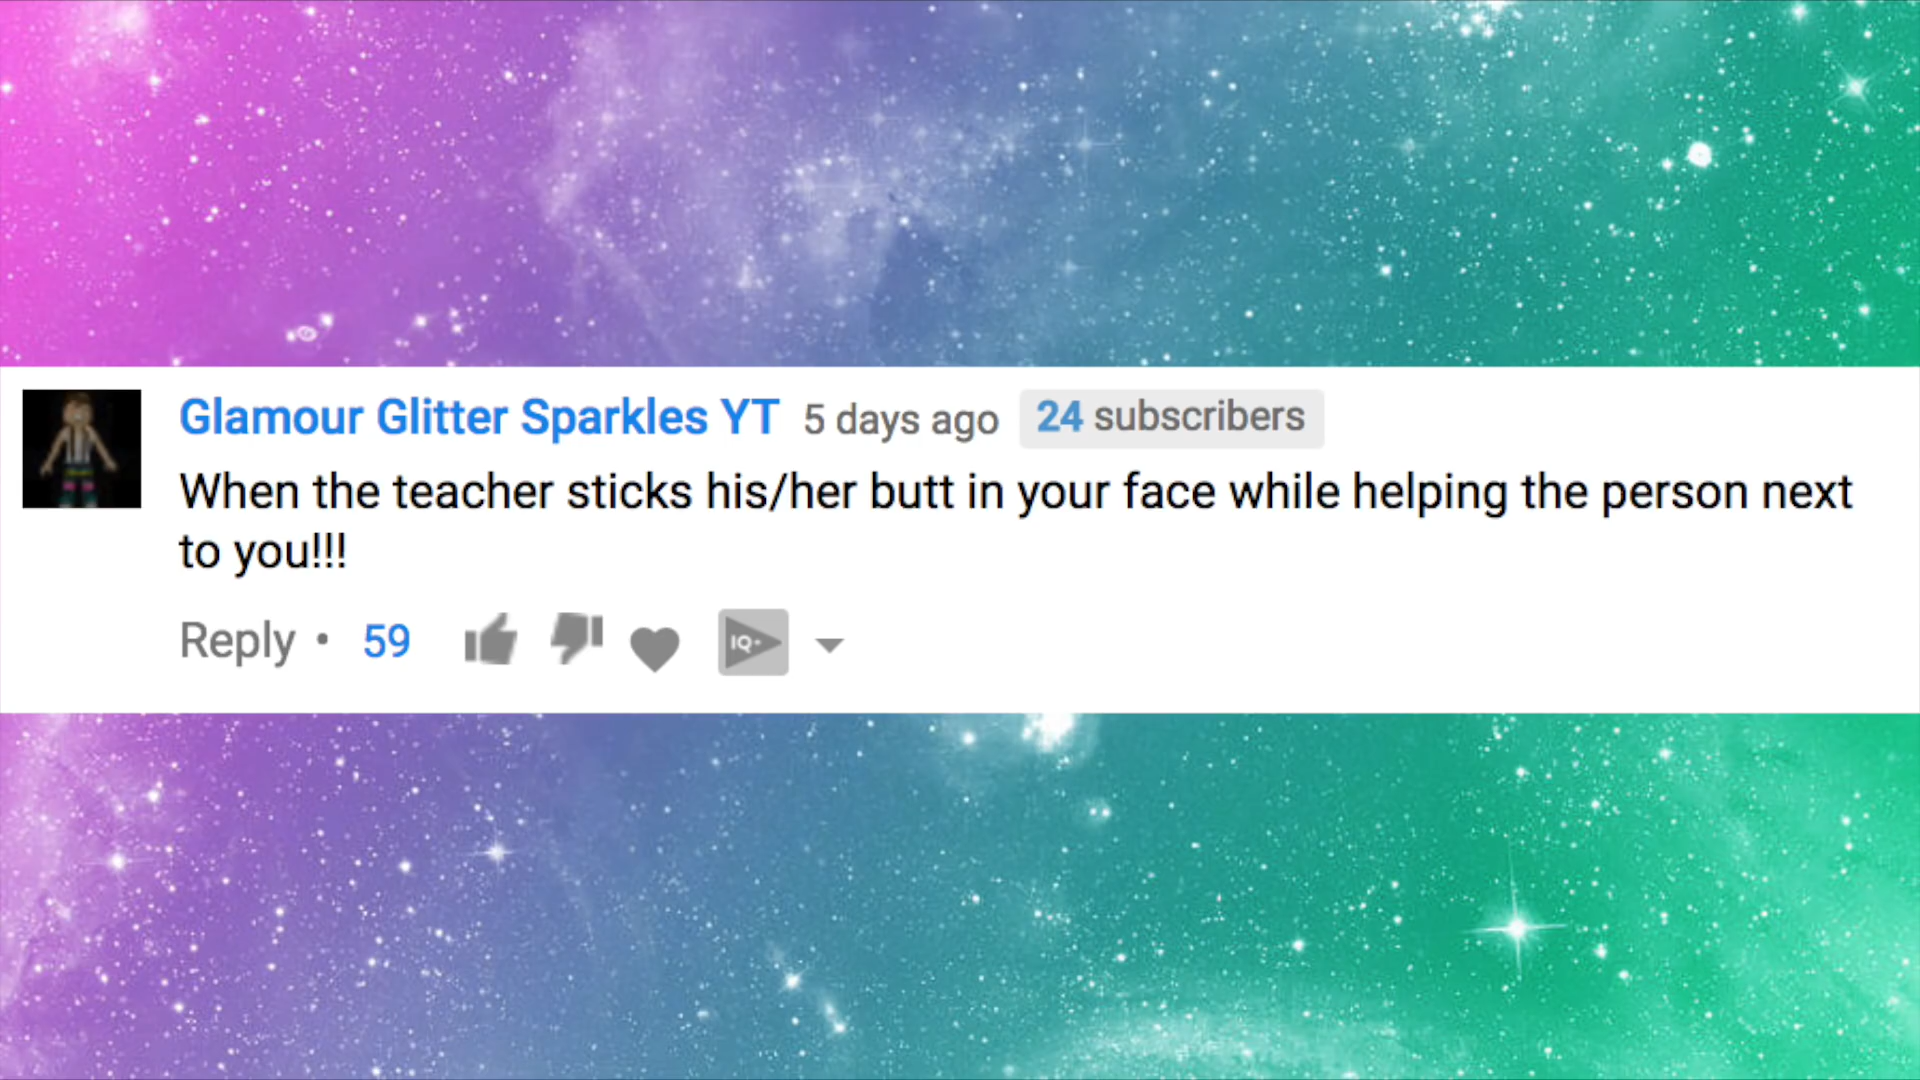 Glamour Glitter Sparkles YT 5 days ago 24 subscribers
When the teacher sticks his/her butt in your face while helping the person next
to you!!!
Reply • 59 IQ+